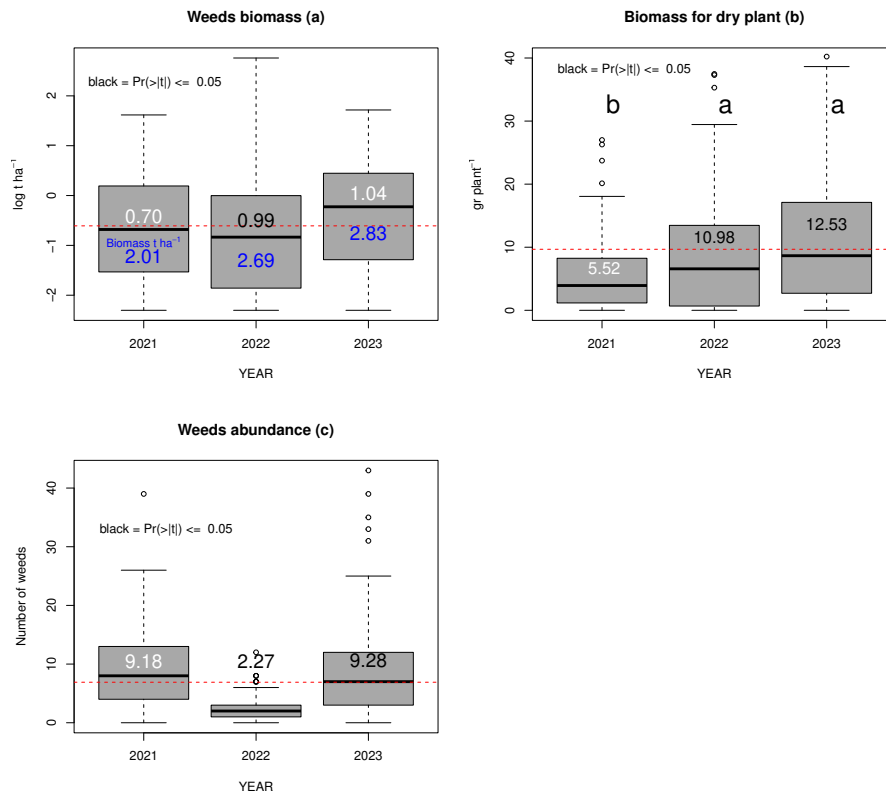 Weeds biomass (a)
black = Pr(>|t|) <= 0.05
log t ha⁻¹
2
1
0
−1
−2
0.70
0.99
1.04
Biomass t ha⁻¹
2.01
2.69
2.83
2021
2022
2023
YEAR
Biomass for dry plant (b)
black = Pr(>|t|) <= 0.05
b
a
a
gr plant⁻¹
40
30
20
10
0
5.52
10.98
12.53
2021
2022
2023
YEAR
Weeds abundance (c)
black = Pr(>|t|) <= 0.05
Number of weeds
40
30
20
10
0
9.18
2.27
9.28
2021
2022
2023
YEAR